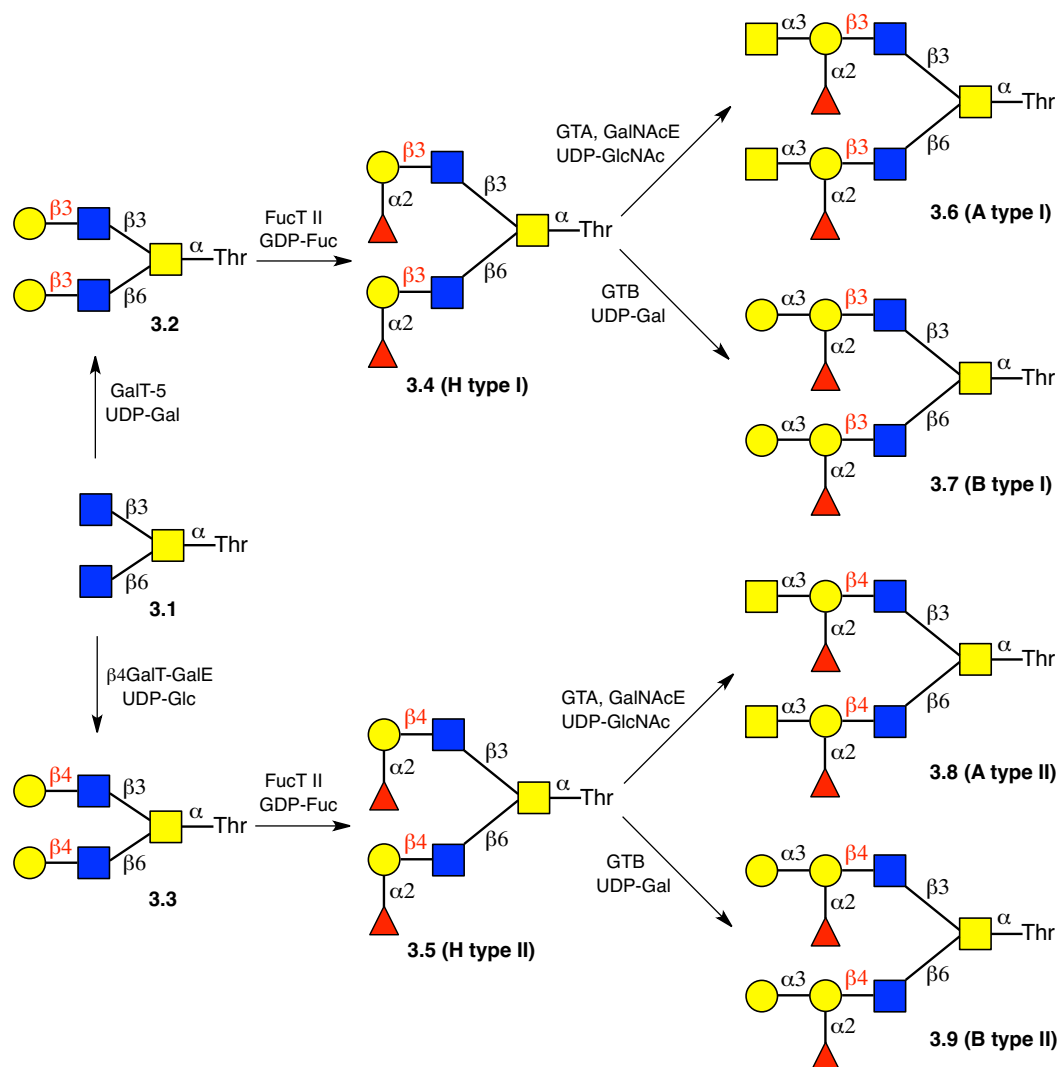 α3 β3
β3
α2
α
Thr
GTA, GalNAcE
UDP-GlcNAc
α3 β3
β6
α2
3.6 (A type I)
β3
β3
α2
FucT II
GDP-Fuc
α
Thr
β3
β6
α2
3.4 (H type I)
β3
β3
α
Thr
β3
β6
3.2
GTB
UDP-Gal
α3 β3
β3
α2
α
Thr
α3 β3
β6
α2
3.7 (B type I)
GalT-5
UDP-Gal
β3
α
Thr
β6
3.1
β4GalT-GalE
UDP-Glc
α3 β4
β3
α2
α
Thr
GTA, GalNAcE
UDP-GlcNAc
α3 β4
β6
α2
3.8 (A type II)
β4
β3
α2
FucT II
GDP-Fuc
α
Thr
β4
β6
α2
3.5 (H type II)
β4
β3
α
Thr
β4
β6
3.3
GTB
UDP-Gal
α3 β4
β3
α2
α
Thr
α3 β4
β6
α2
3.9 (B type II)